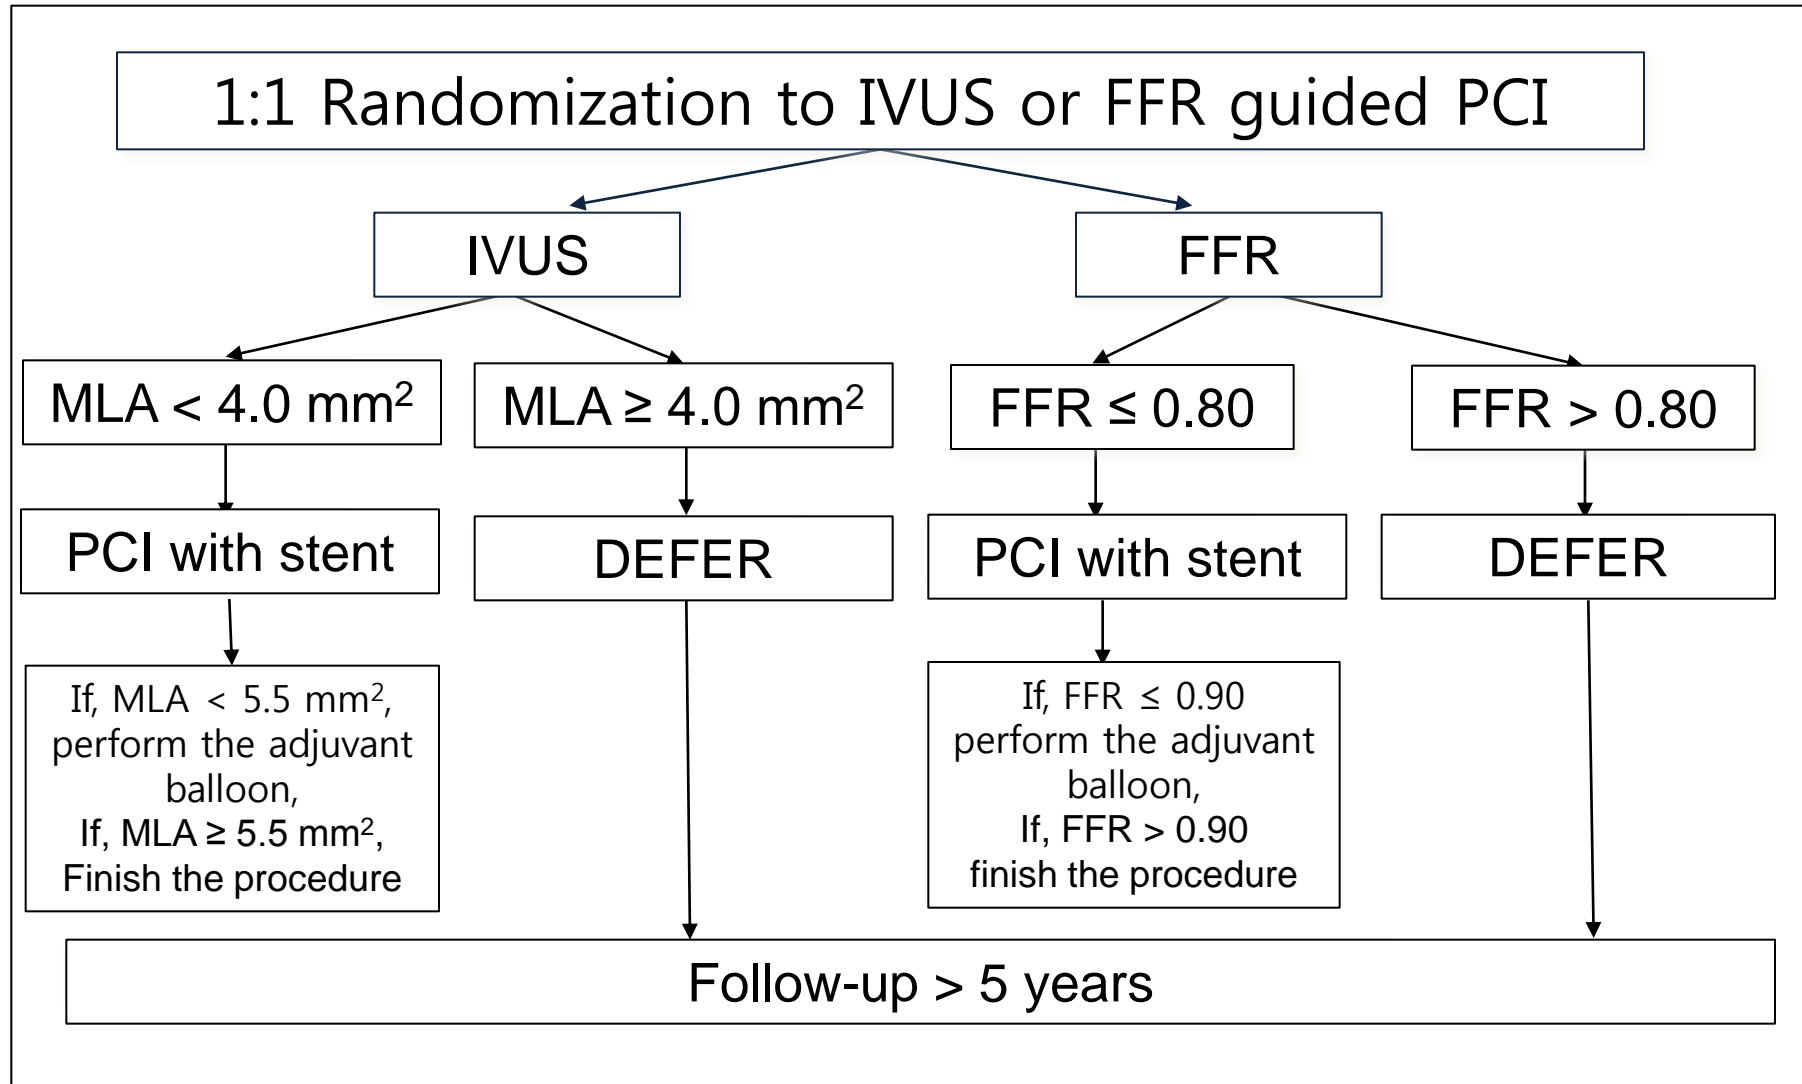 1:1 Randomization to IVUS or FFR guided PCI
IVUS
FFR
MLA < 4.0 mm²
MLA ≥ 4.0 mm²
FFR ≤ 0.80
FFR > 0.80
PCI with stent
DEFER
PCI with stent
DEFER
If, MLA < 5.5 mm²,
perform the adjuvant
balloon,
If, MLA ≥ 5.5 mm²,
Finish the procedure
If, FFR ≤ 0.90
perform the adjuvant
balloon,
If, FFR > 0.90
finish the procedure
Follow-up > 5 years